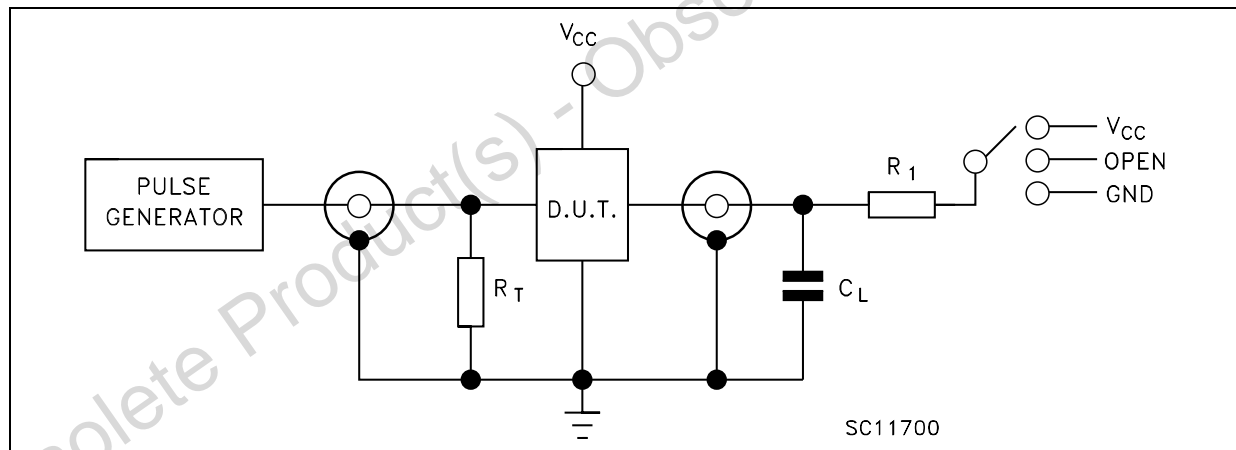 V_CC
V_CC
OPEN
GND
R_1
PULSE
GENERATOR
D.U.T.
R_T
C_L
SC11700
Obsolete Product(s) - Obso